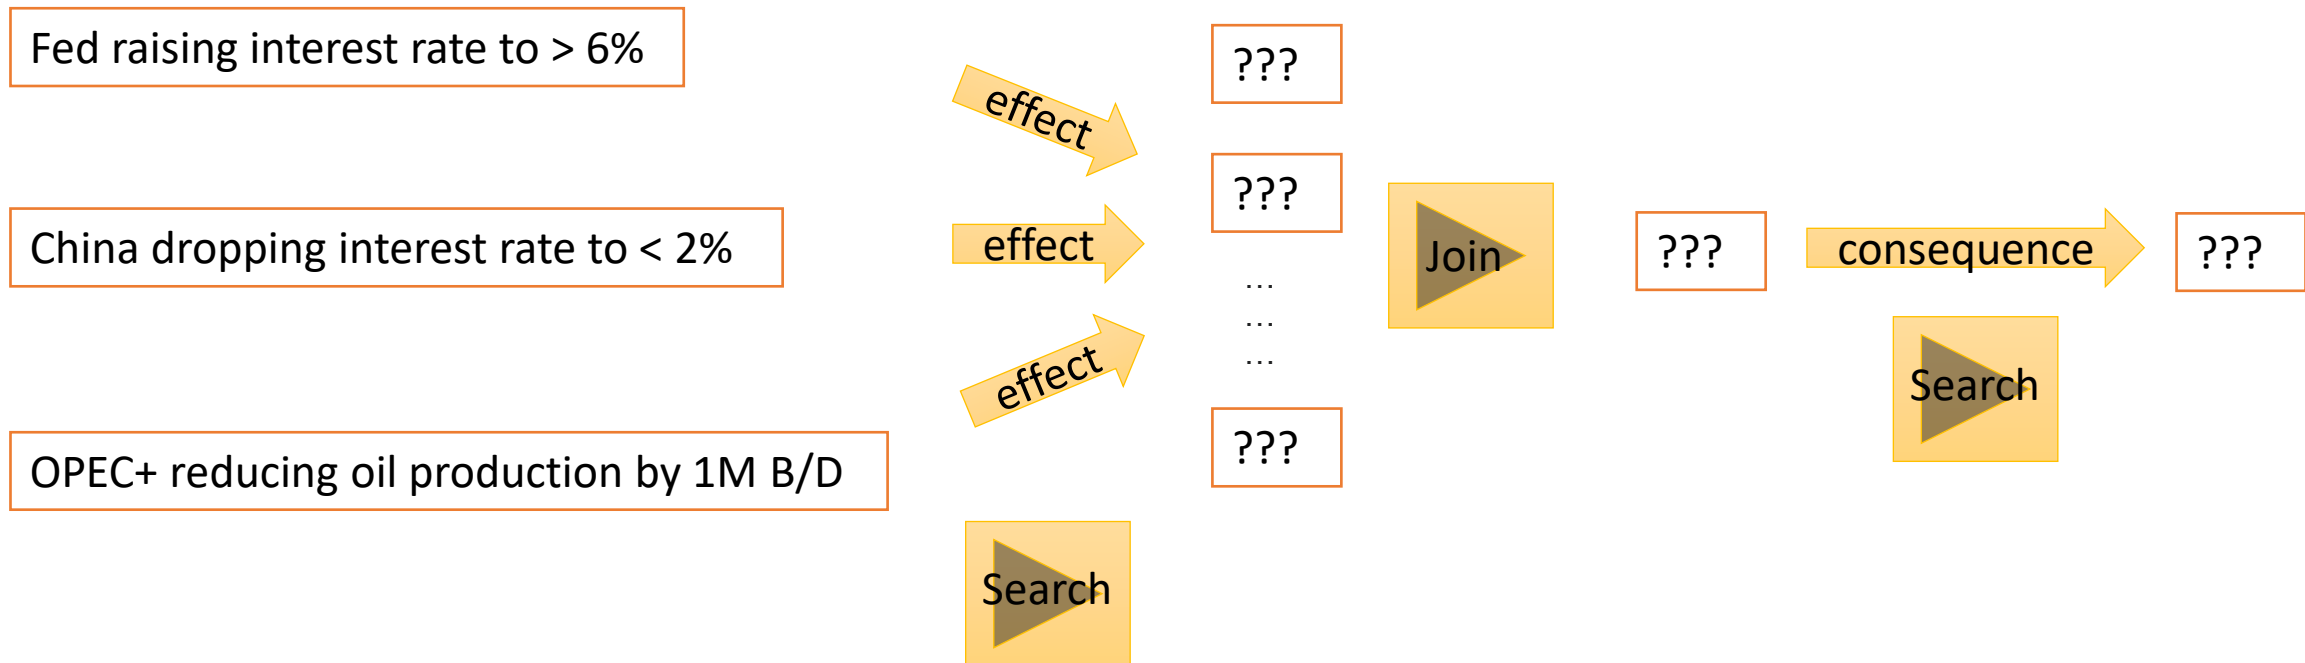 Fed raising interest rate to > 6%
China dropping interest rate to < 2%
OPEC+ reducing oil production by 1M B/D
effect
effect
effect
Search
???
???
...
...
...
???
Join
???
consequence
Search
???